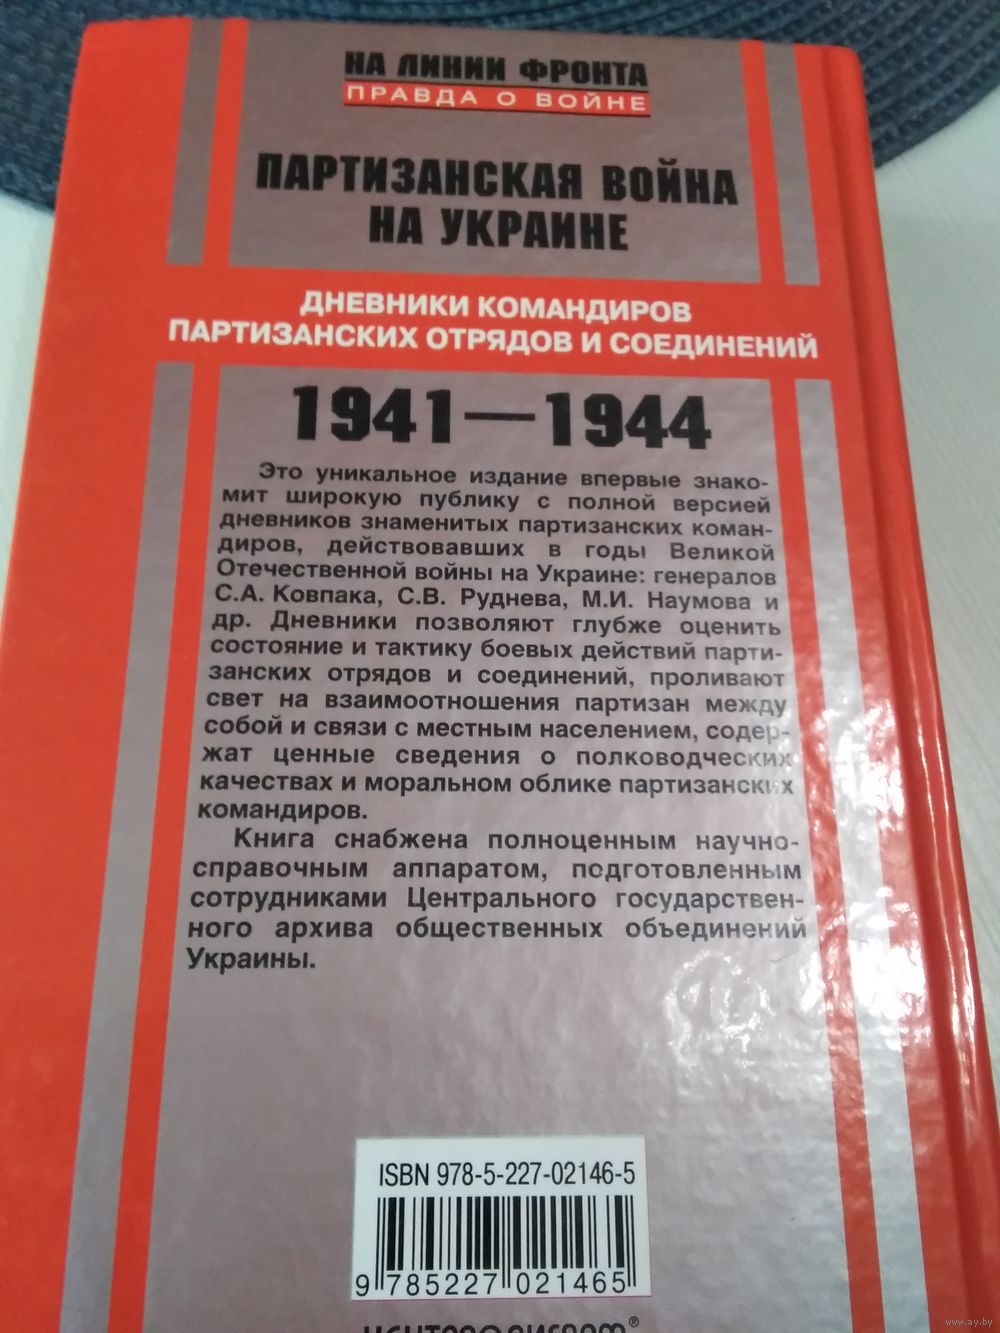 НА ЛИНИИ ФРОНТА
ПРАВДА О ВОЙНЕ
ПАРТИЗАНСКАЯ ВОЙНА
НА УКРАИНЕ
ДНЕВНИКИ КОМАНДИРОВ
ПАРТИЗАНСКИХ ОТРЯДОВ И СОЕДИНЕНИЙ
1941—1944
Это уникальное издание впервые знако-
мит широкую публику с полной версией
дневников знаменитых партизанских коман-
диров, действовавших в годы Великой
Отечественной войны на Украине: генералов
С.А. Ковпака, С.В. Руднева, М.И. Наумова и
др. Дневники позволяют глубже оценить
состояние и тактику боевых действий парти-
занских отрядов и соединений, проливают
свет на взаимоотношения партизан между
собой и связи с местным населением, содер-
жат ценные сведения о полководческих
качествах и моральном облике партизанских
командиров.
Книга снабжена полноценным научно-
справочным аппаратом, подготовленным
сотрудниками Центрального государствен-
ного архива общественных объединений
Украины.
ISBN 978-5-227-02146-5
9 785227 021465
ЦЕНТРПОЛИГРАФ®
www.ay.by